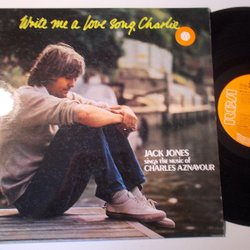 Write me a love song, Charlie
JACK JONES
SINGS THE MUSIC OF
CHARLES AZNAVOUR
RCA